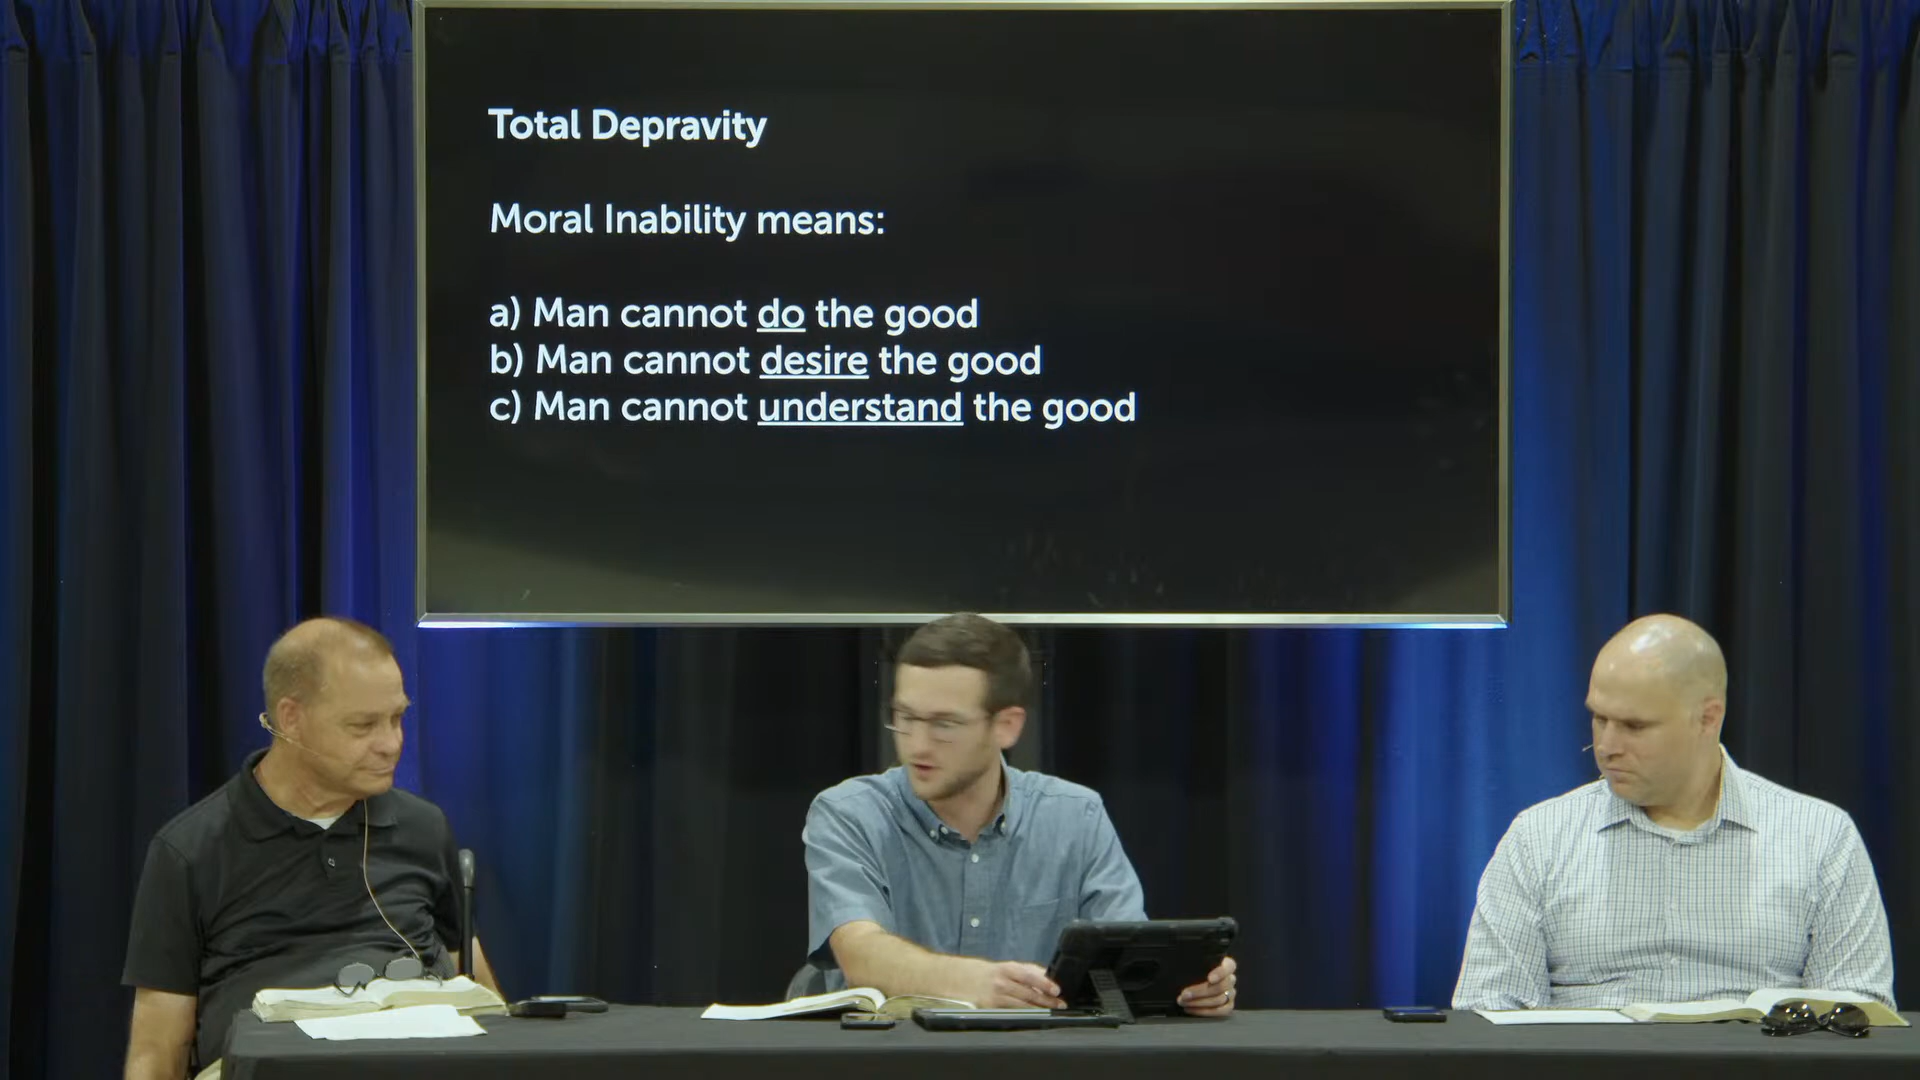 Total Depravity
Moral Inability means:
a) Man cannot do the good
b) Man cannot desire the good
c) Man cannot understand the good